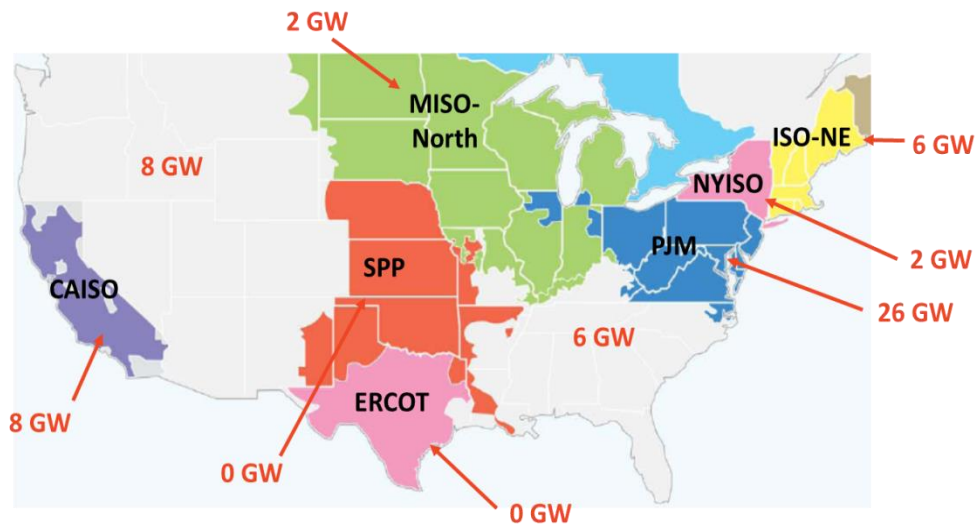 2 GW
MISO-
North
ISO-NE
6 GW
8 GW
NYISO
PJM
SPP
2 GW
CAISO
26 GW
6 GW
ERCOT
8 GW
0 GW
0 GW